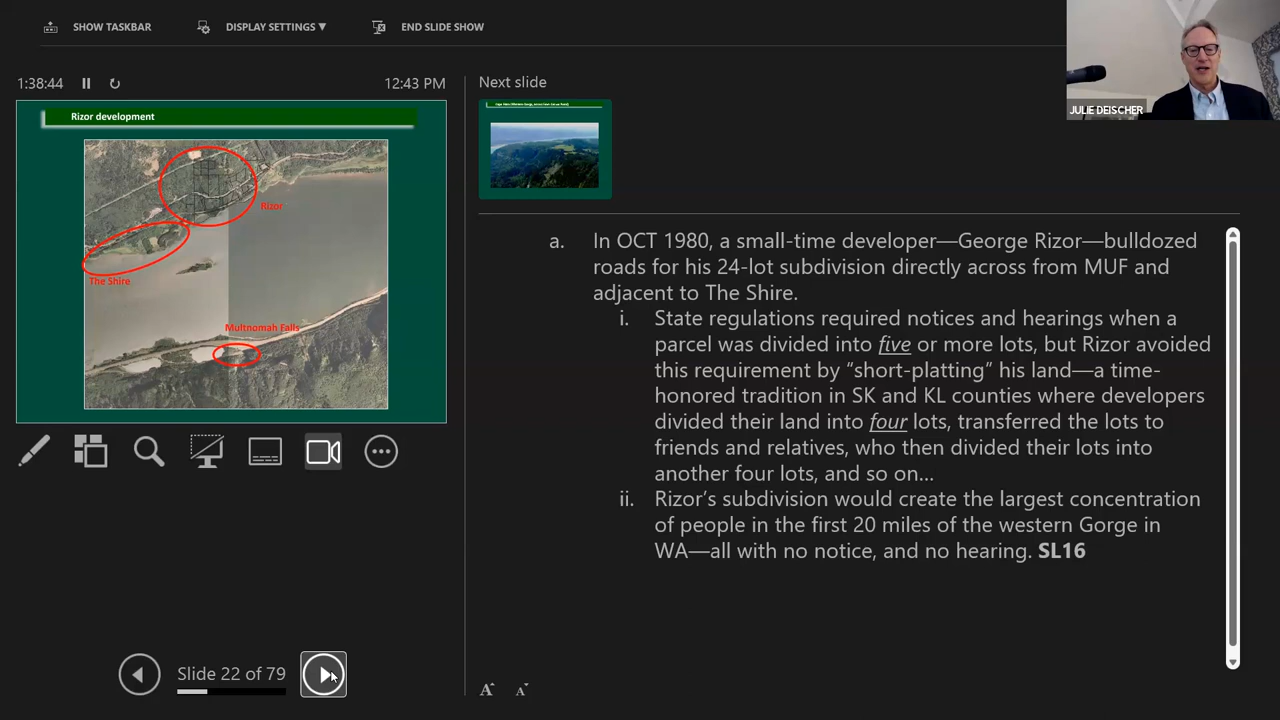 SHOW TASKBAR
DISPLAY SETTINGS ▼
END SLIDE SHOW
1:38:44
12:43 PM
Next slide
JULIE DEISCHER
Rizor development
Rizor
The Shire
Multnomah Falls
a. In OCT 1980, a small-time developer—George Rizor—bulldozed
roads for his 24-lot subdivision directly across from MUF and
adjacent to The Shire.
i. State regulations required notices and hearings when a
parcel was divided into five or more lots, but Rizor avoided
this requirement by “short-platting” his land—a time-
honored tradition in SK and KL counties where developers
divided their land into four lots, transferred the lots to
friends and relatives, who then divided their lots into
another four lots, and so on…
ii. Rizor’s subdivision would create the largest concentration
of people in the first 20 miles of the western Gorge in
WA—all with no notice, and no hearing. SL16
Slide 22 of 79
A A